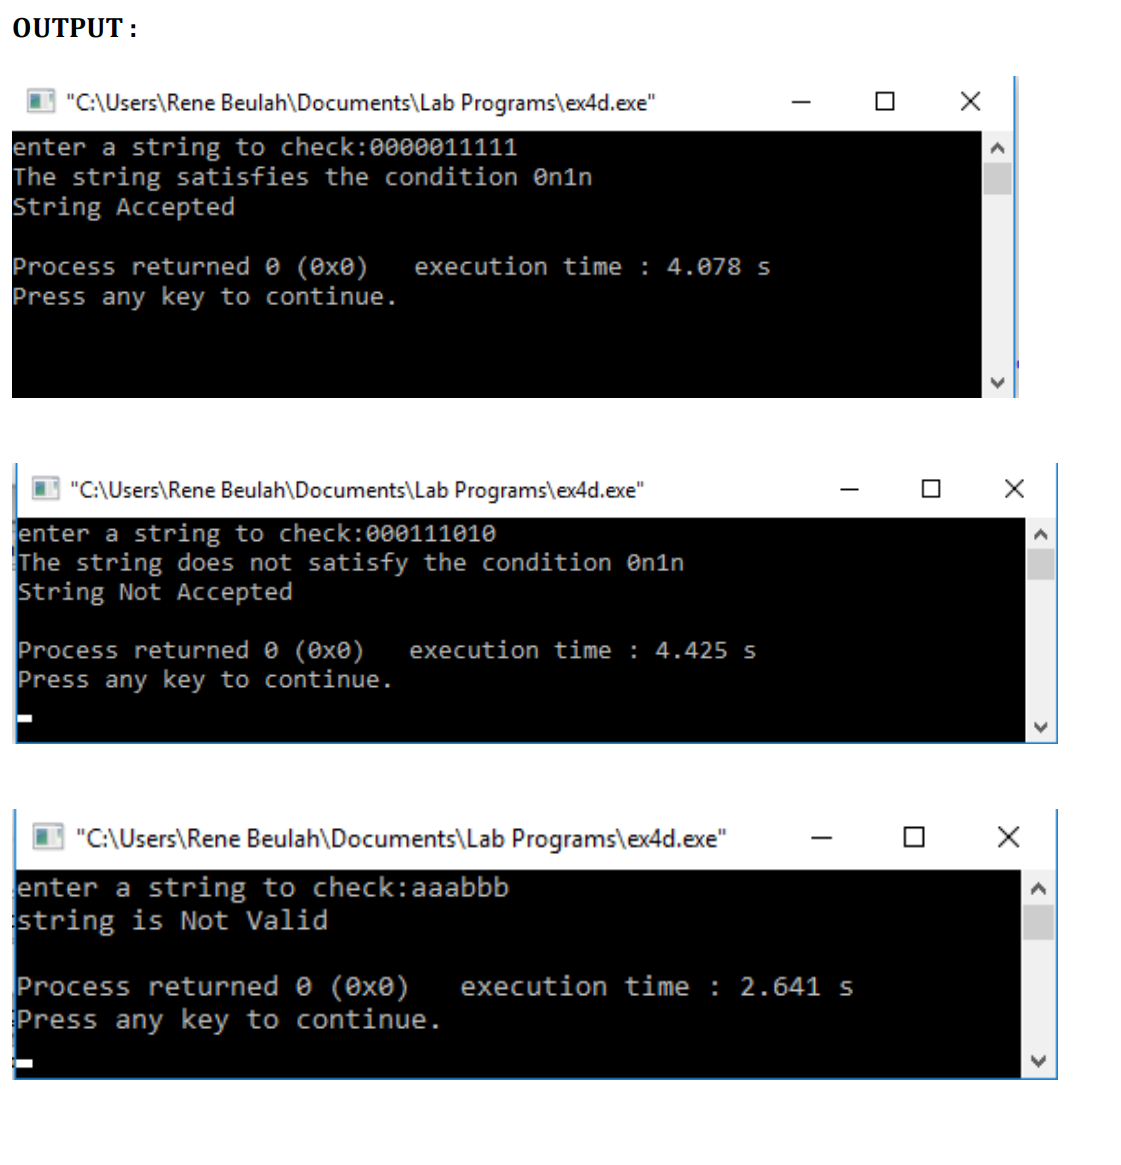 OUTPUT :
"C:\Users\Rene Beulah\Documents\Lab Programs\ex4d.exe"
enter a string to check:0000011111
The string satisfies the condition 0n1n
String Accepted
Process returned 0 (0x0)   execution time : 4.078 s
Press any key to continue.
"C:\Users\Rene Beulah\Documents\Lab Programs\ex4d.exe"
enter a string to check:000111010
The string does not satisfy the condition 0n1n
String Not Accepted
Process returned 0 (0x0)   execution time : 4.425 s
Press any key to continue.
"C:\Users\Rene Beulah\Documents\Lab Programs\ex4d.exe"
enter a string to check:aaabbb
string is Not Valid
Process returned 0 (0x0)   execution time : 2.641 s
Press any key to continue.